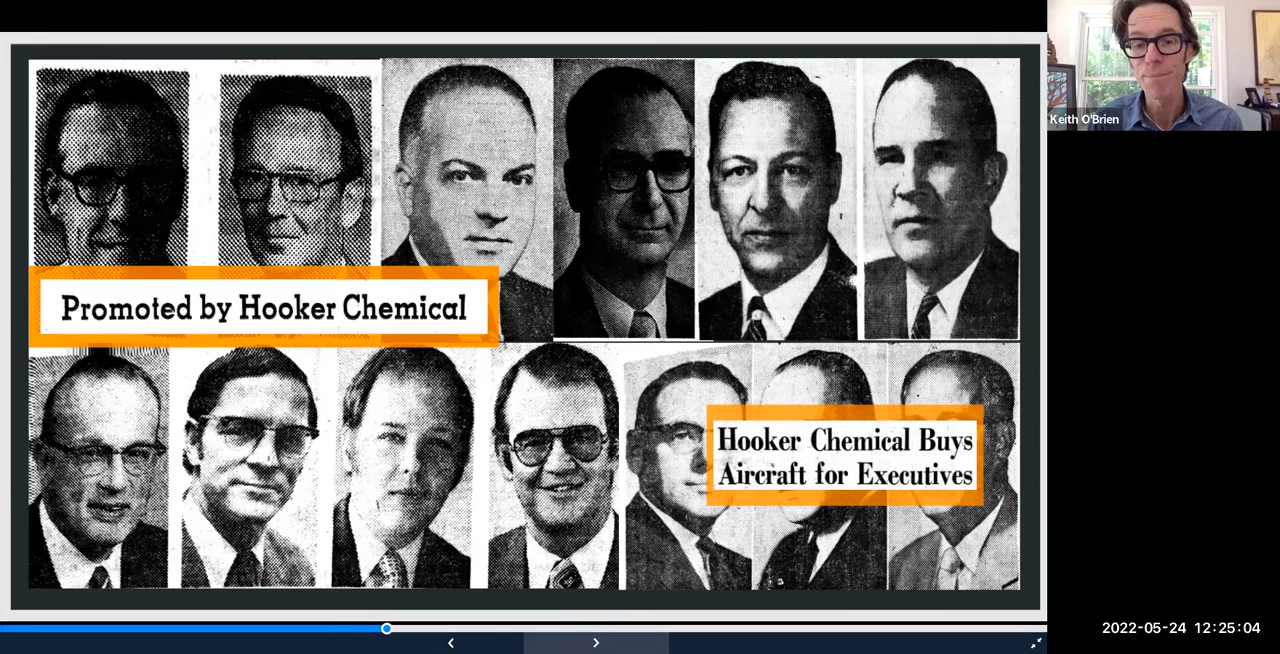 Keith O'Brien
Promoted by Hooker Chemical
Hooker Chemical Buys
Aircraft for Executives
2022-05-24 12:25:04